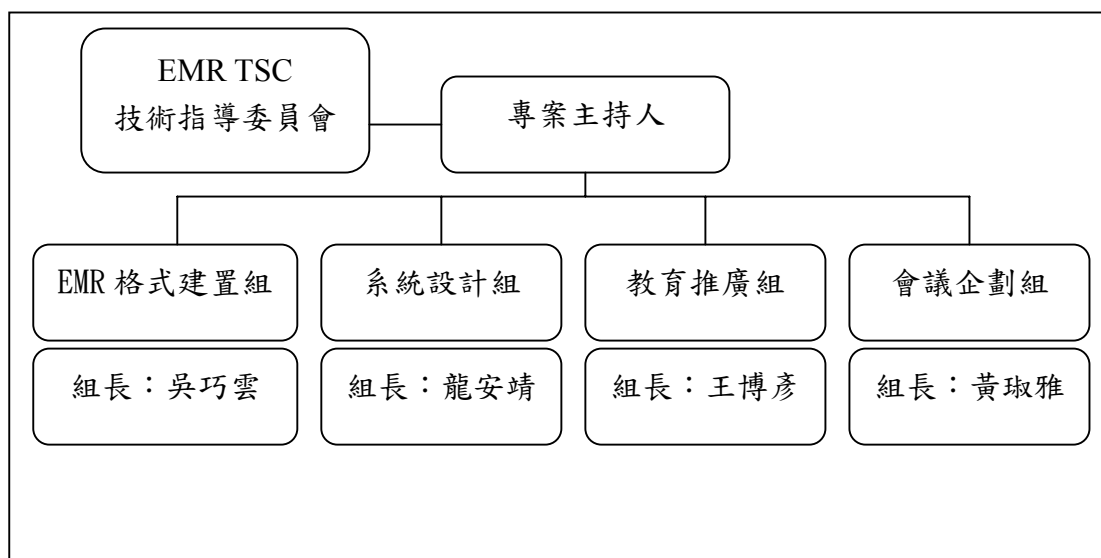 EMR TSC
技術指導委員會
專案主持人
EMR 格式建置組
系統設計組
教育推廣組
會議企劃組
組長：吳巧雲
組長：龍安靖
組長：王博彥
組長：黃琡雅